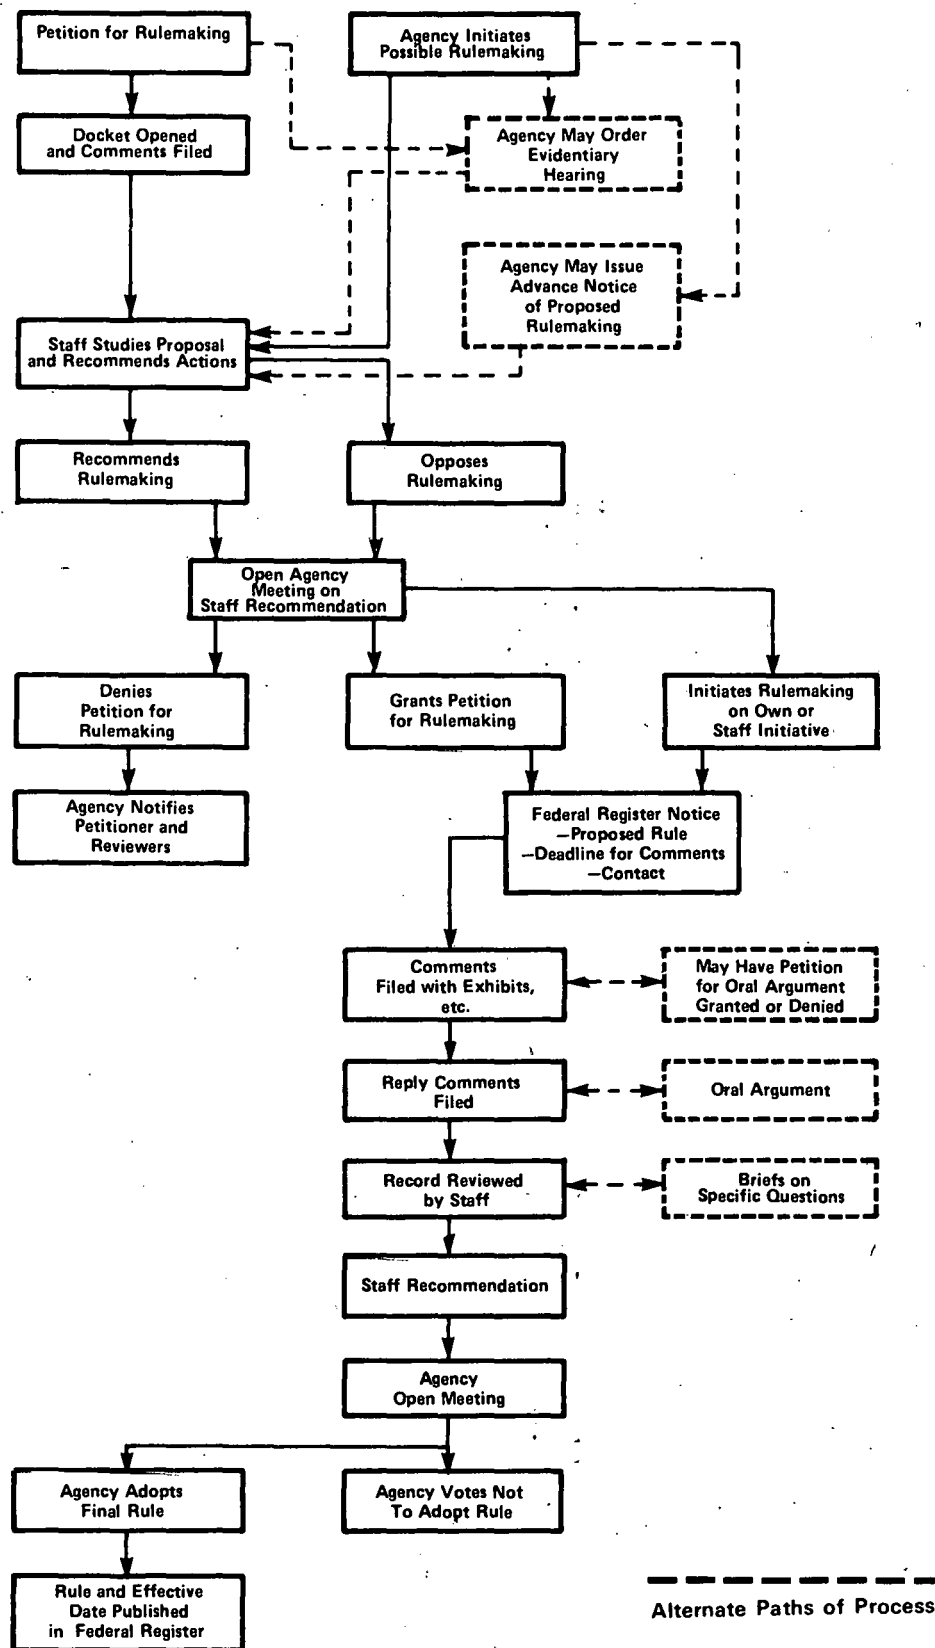 Petition for Rulemaking
Agency Initiates
Possible Rulemaking
Docket Opened
and Comments Filed
Agency May Order
Evidentiary
Hearing
Agency May Issue
Advance Notice
of Proposed
Rulemaking
Staff Studies Proposal
and Recommends Actions
Recommends
Rulemaking
Opposes
Rulemaking
Open Agency
Meeting on
Staff Recommendation
Denies
Petition for
Rulemaking
Grants Petition
for Rulemaking
Initiates Rulemaking
on Own or
Staff Initiative
Agency Notifies
Petitioner and
Reviewers
Federal Register Notice
—Proposed Rule
—Deadline for Comments
—Contact
Comments
Filed with Exhibits,
etc.
May Have Petition
for Oral Argument
Granted or Denied
Reply Comments
Filed
Oral Argument
Record Reviewed
by Staff
Briefs on
Specific Questions
Staff Recommendation
Agency
Open Meeting
Agency Adopts
Final Rule
Agency Votes Not
To Adopt Rule
Rule and Effective
Date Published
in Federal Register
Alternate Paths of Process